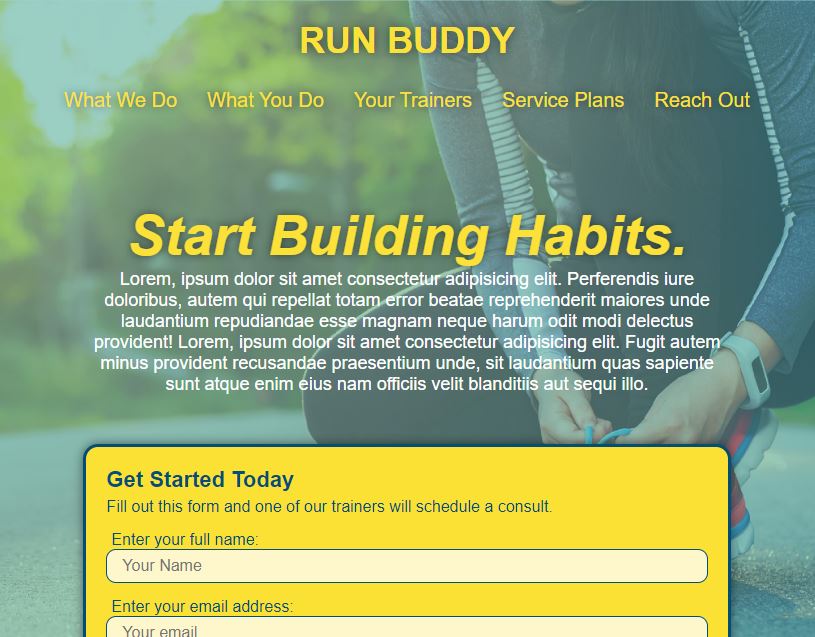 RUN BUDDY
What We Do What You Do Your Trainers Service Plans Reach Out
Start Building Habits.
Lorem, ipsum dolor sit amet consectetur adipisicing elit. Perferendis iure
doloribus, autem qui repellat totam error beatae reprehenderit maiores unde
laudantium repudiandae esse magnam neque harum odit modi delectus
provident! Lorem, ipsum dolor sit amet consectetur adipisicing elit. Fugit autem
minus provident recusandae praesentium unde, sit laudantium quas sapiente
sunt atque enim eius nam officiis velit blanditiis aut sequi illo.
Get Started Today
Fill out this form and one of our trainers will schedule a consult.
Enter your full name:
Your Name
Enter your email address:
Your email